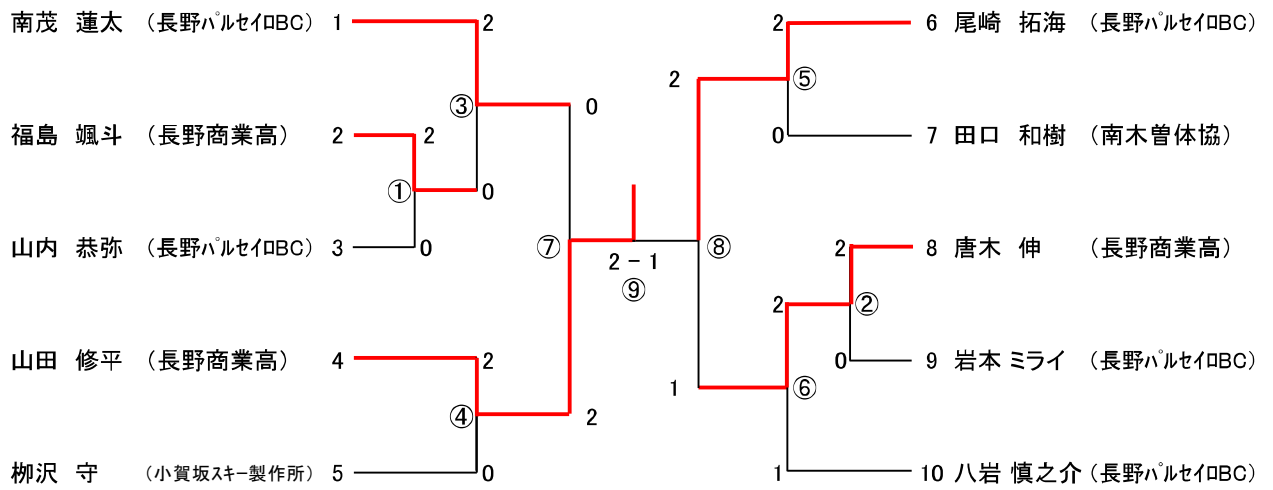 南茂 蓮太 （長野ﾊﾟﾙｾｲﾛBC） 1 2
2 6 尾崎 拓海 （長野ﾊﾟﾙｾｲﾛBC）
2 ⑤
③ 0
福島 颯斗 （長野商業高） 2 2
0 7 田口 和樹 （南木曽体協）
① 0
山内 恭弥 （長野ﾊﾟﾙｾｲﾛBC） 3 0
⑦ 2 − 1 ⑧
⑨
2 8 唐木 伸 （長野商業高）
2 ②
山田 修平 （長野商業高） 4 2
0 9 岩本 ミライ （長野ﾊﾟﾙｾｲﾛBC）
1 ⑥
④ 2
栁沢 守 （小賀坂ｽｷｰ製作所） 5 0
1 10 八岩 慎之介 （長野ﾊﾟﾙｾｲﾛBC）